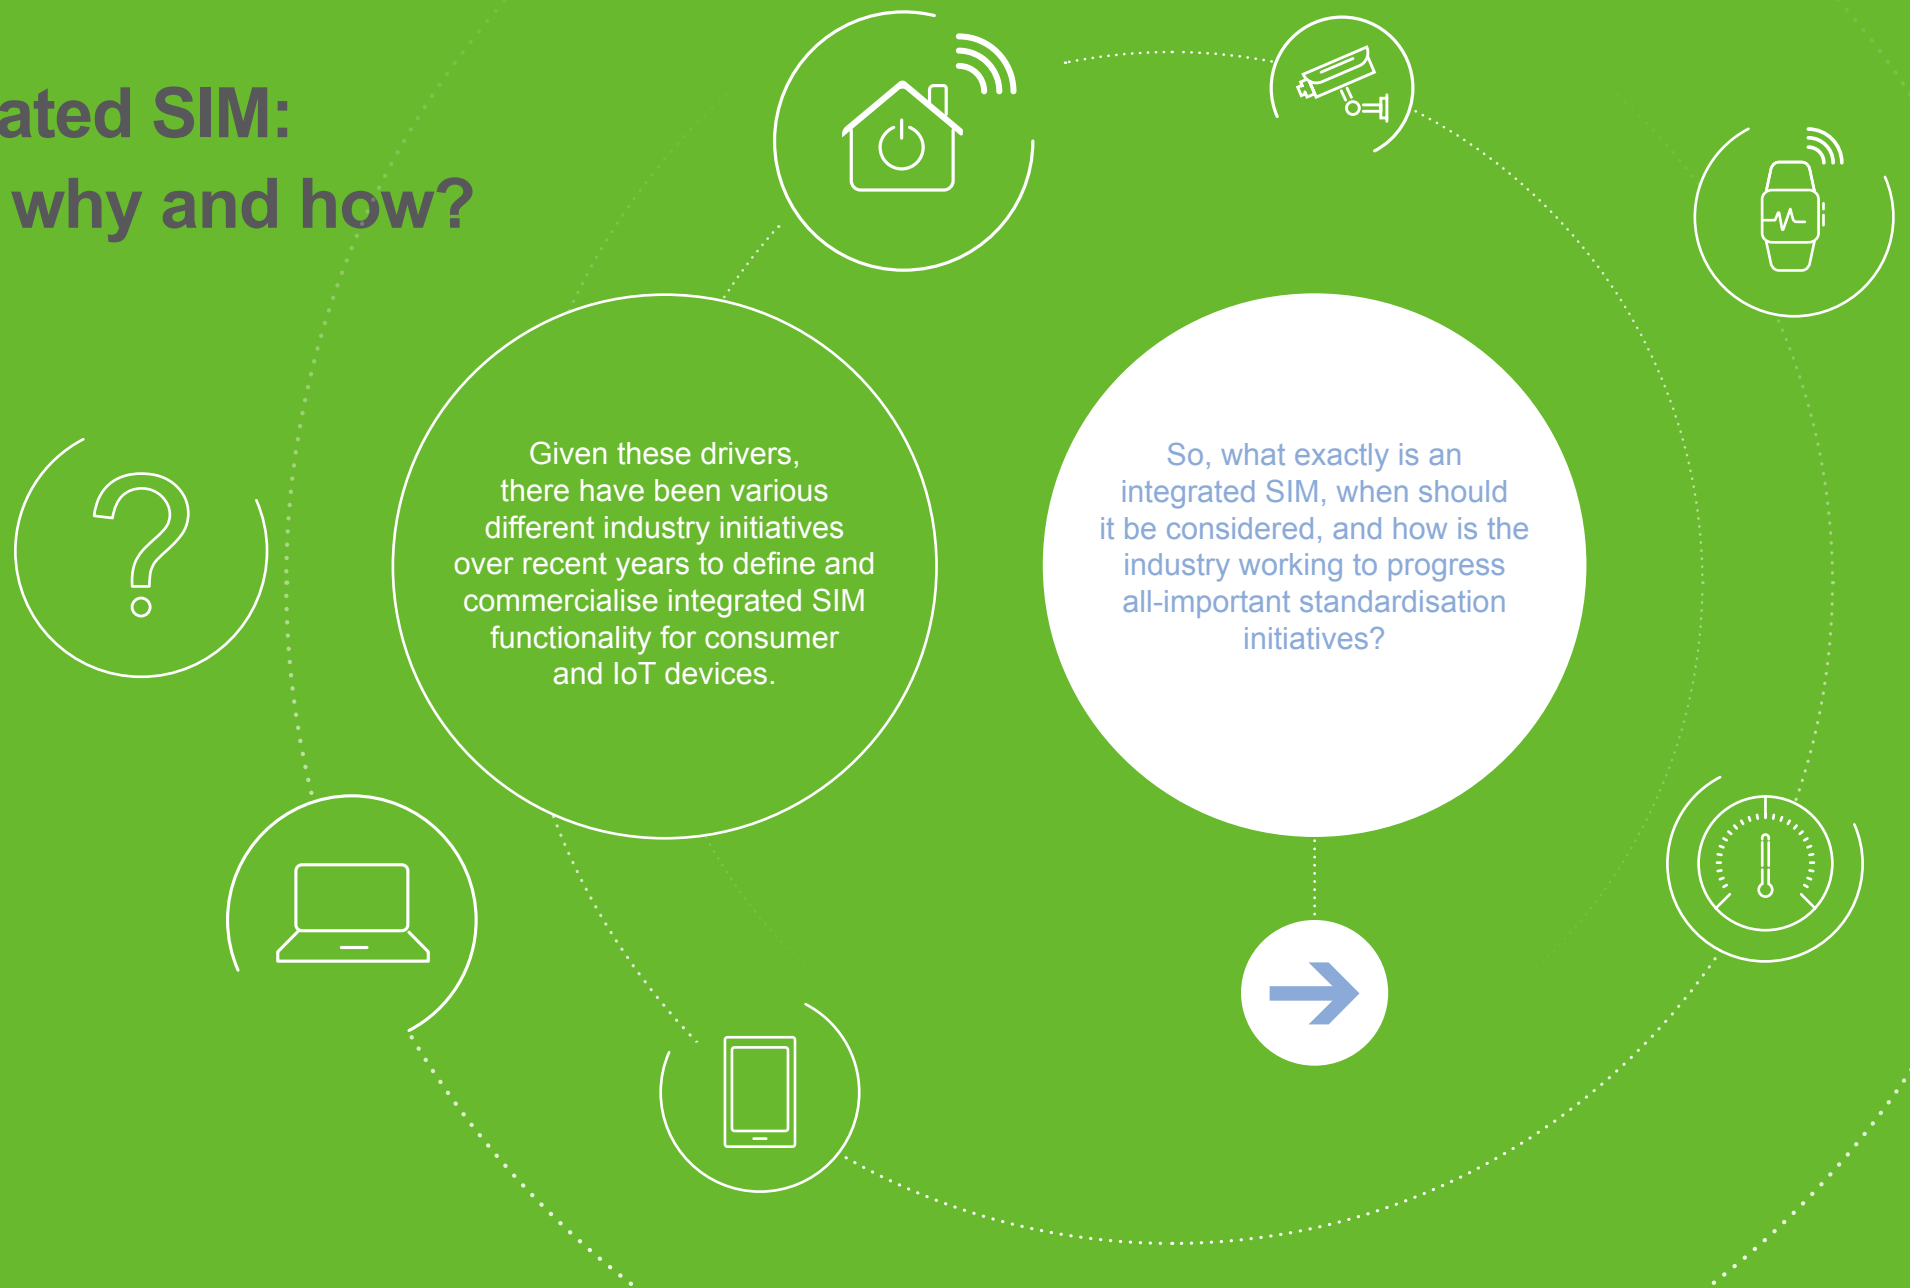 ated SIM:
why and how?
Given these drivers,
there have been various
different industry initiatives
over recent years to define and
commercialise integrated SIM
functionality for consumer
and IoT devices.
So, what exactly is an
integrated SIM, when should
it be considered, and how is the
industry working to progress
all-important standardisation
initiatives?